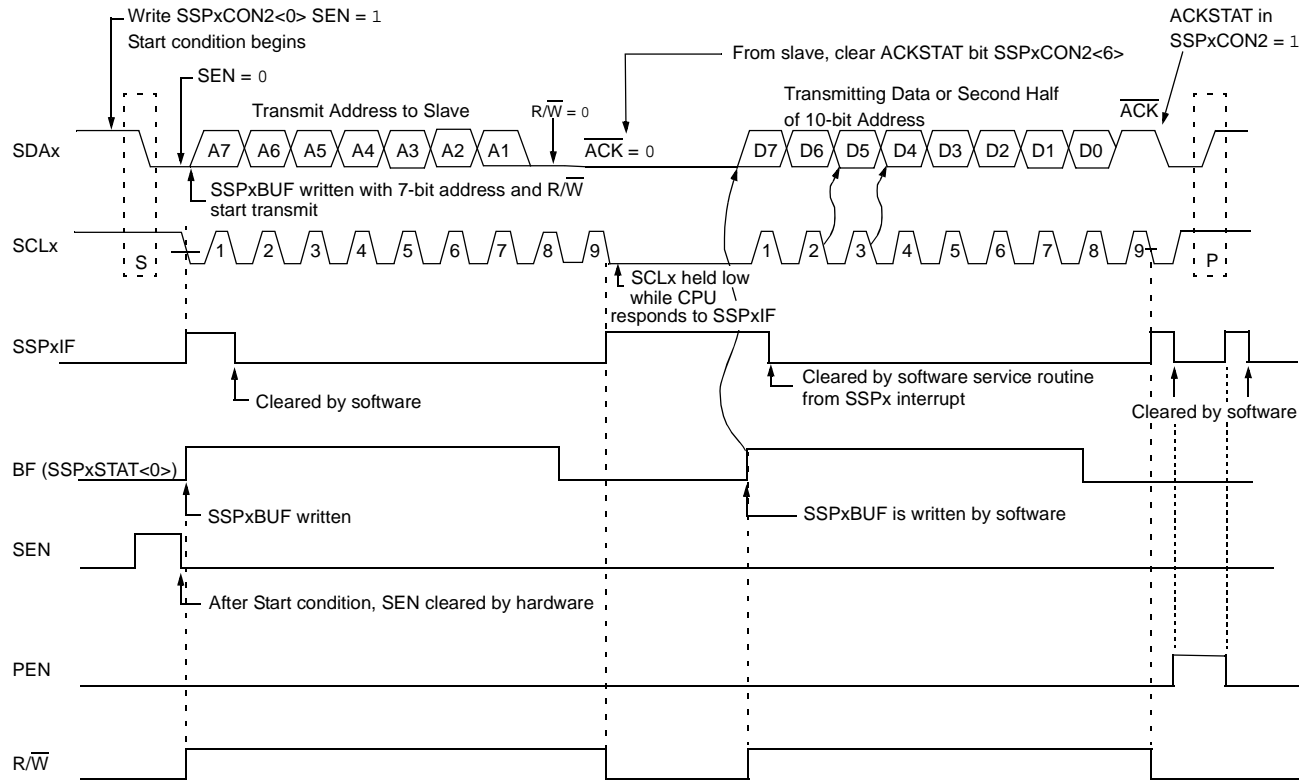 Write SSPxCON2<0> SEN = 1
Start condition begins
ACKSTAT in
SSPxCON2 = 1
From slave, clear ACKSTAT bit SSPxCON2<6>
SEN = 0
Transmit Address to Slave
R/W̅ = 0
Transmitting Data or Second Half
of 10-bit Address
A̅C̅K̅
SDAx
A7 A6 A5 A4 A3 A2 A1
A̅C̅K̅ = 0
D7 D6 D5 D4 D3 D2 D1 D0
SSPxBUF written with 7-bit address and R/W̅
start transmit
SCLx
S
1 2 3 4 5 6 7 8 9
1 2 3 4 5 6 7 8 9
P
SCLx held low
while CPU
responds to SSPxIF
SSPxIF
Cleared by software
Cleared by software service routine
from SSPx interrupt
Cleared by software
BF (SSPxSTAT<0>)
SSPxBUF written
SSPxBUF is written by software
SEN
After Start condition, SEN cleared by hardware
PEN
R/W̅